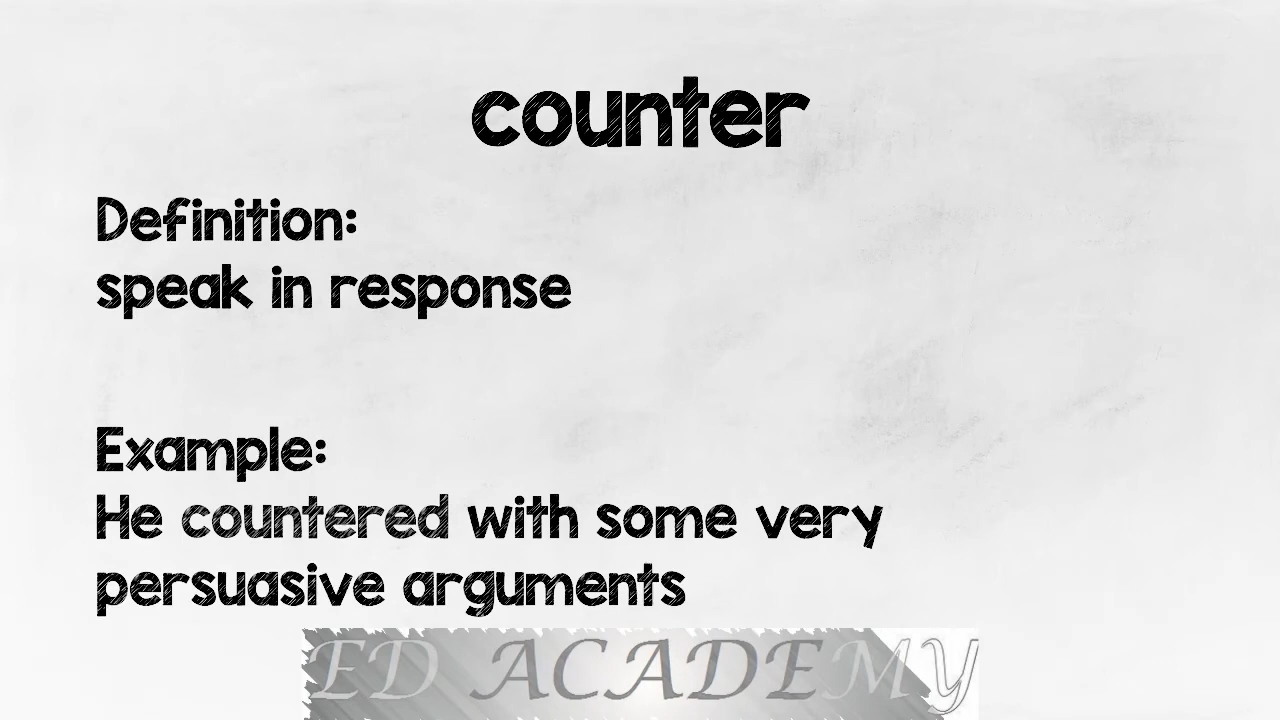 counter
Definition:
speak in response
Example:
He countered with some very
persuasive arguments
ED ACADEMY